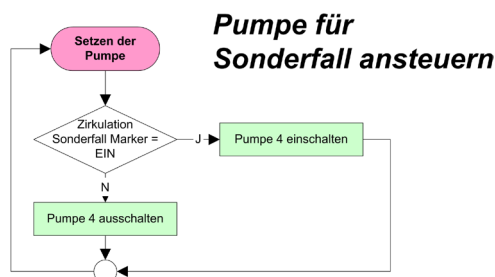 Pumpe für
Sonderfall ansteuern
Setzen der
Pumpe
Zirkulation
Sonderfall Marker =
EIN
J
Pumpe 4 einschalten
N
Pumpe 4 ausschalten